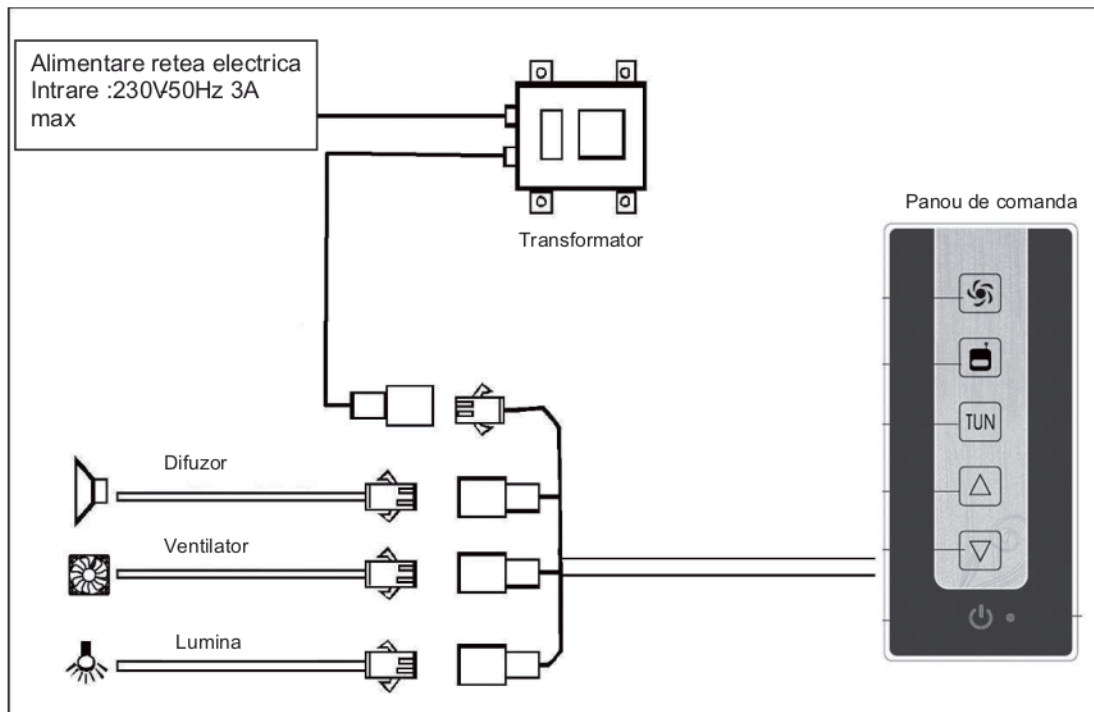 Alimentare retea electrica
Intrare :230V-50Hz 3A
max
Transformator
Panou de comanda
TUN
Difuzor
Ventilator
Lumina